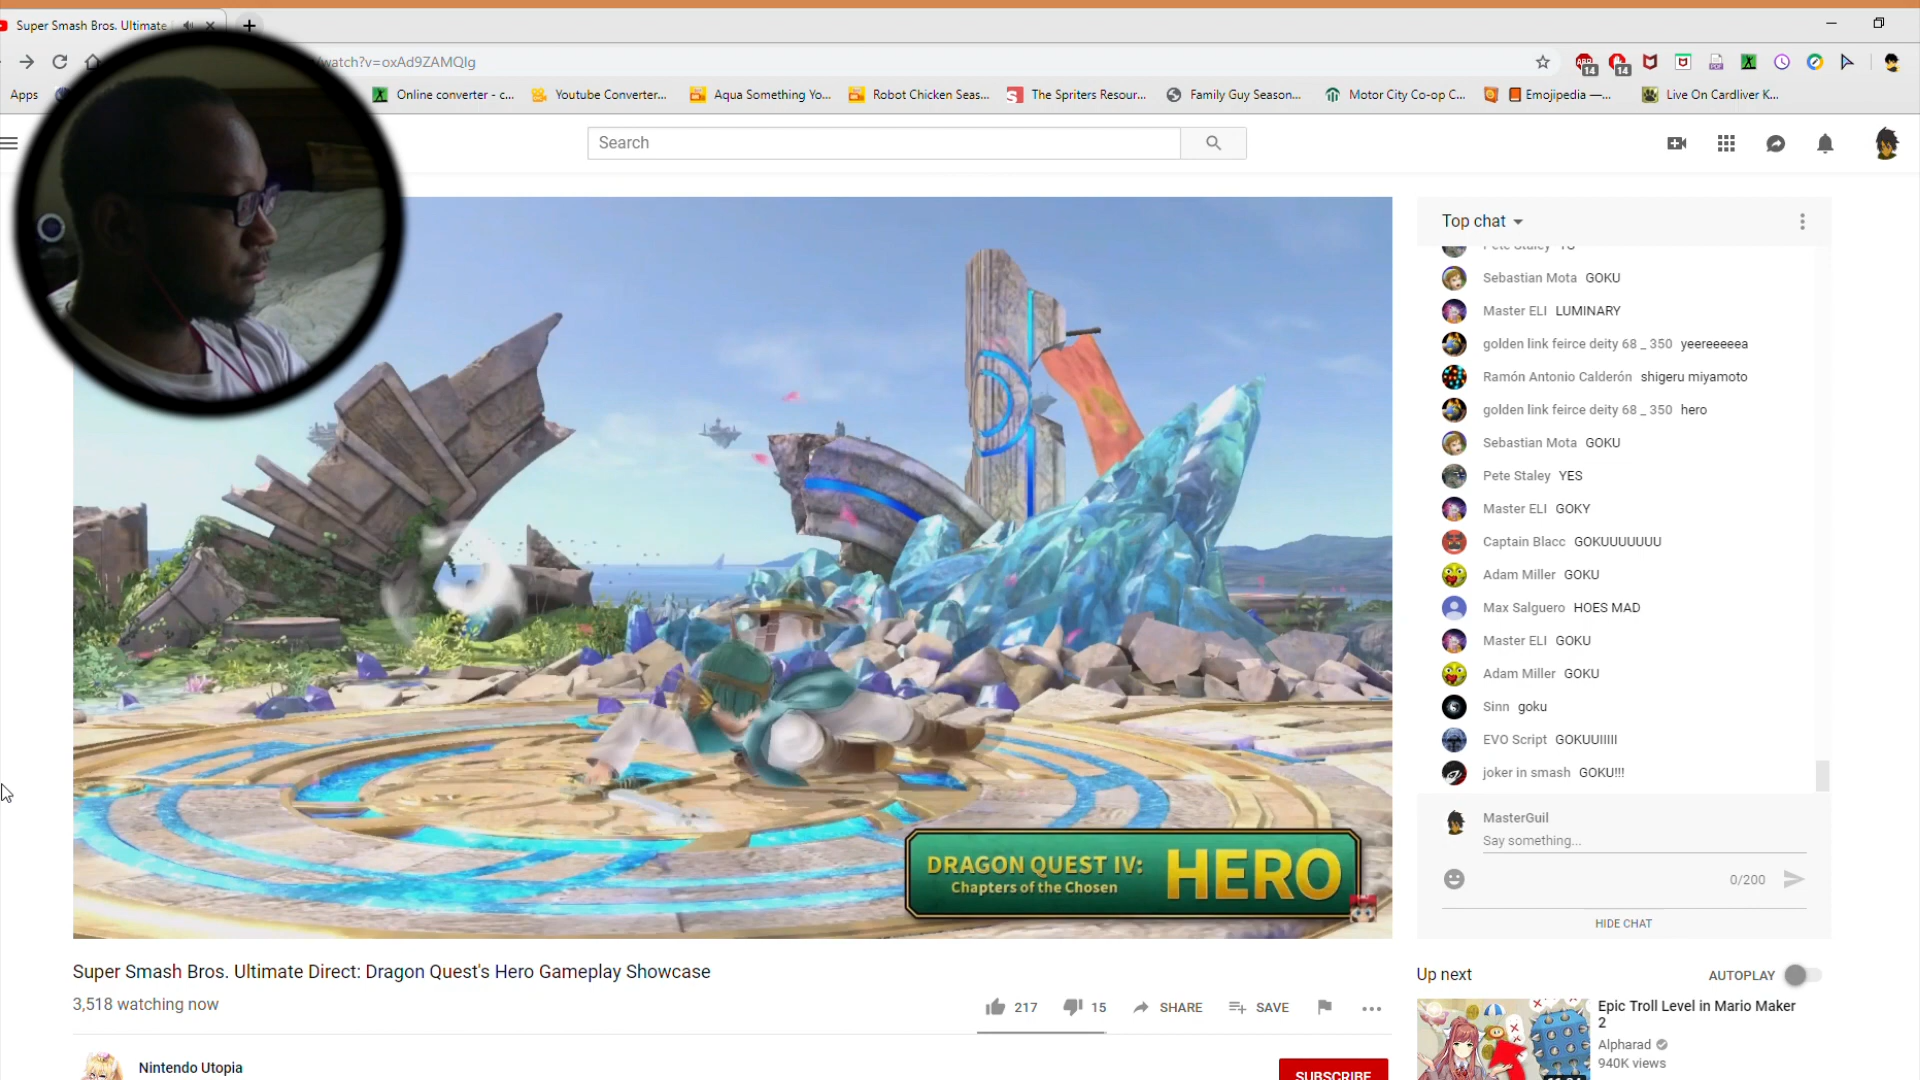 Super Smash Bros. Ultimate
watch?v=oxAd9ZAMQIg
14
14
Apps
Online converter - c...
Youtube Converter...
Aqua Something Yo...
Robot Chicken Seas...
The Spriters Resour...
Family Guy Season...
Motor City Co-op C...
Emojipedia —...
Live On Cardliver K...
Search
Top chat
Pete Staley YO
Sebastian Mota GOKU
Master ELI LUMINARY
golden link feirce deity 68 _ 350 yeereeeeea
Ramón Antonio Calderón shigeru miyamoto
golden link feirce deity 68 _ 350 hero
Sebastian Mota GOKU
Pete Staley YES
Master ELI GOKY
Captain Blacc GOKUUUUUUU
Adam Miller GOKU
Max Salguero HOES MAD
Master ELI GOKU
Adam Miller GOKU
Sinn goku
EVO Script GOKUUIIIII
joker in smash GOKU!!!
MasterGuil
Say something...
0/200
HIDE CHAT
DRAGON QUEST IV:
Chapters of the Chosen
HERO
Super Smash Bros. Ultimate Direct: Dragon Quest's Hero Gameplay Showcase
3,518 watching now
217
15
SHARE
SAVE
Nintendo Utopia
SUBSCRIBE
Up next
AUTOPLAY
Epic Troll Level in Mario Maker
2
Alpharad
940K views